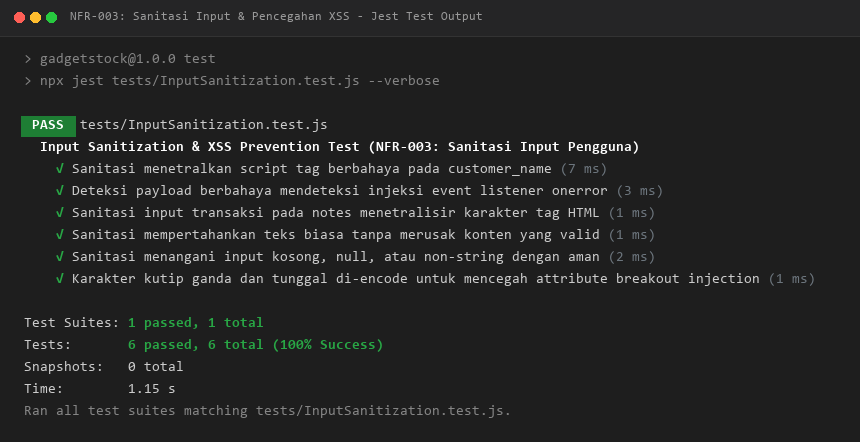 NFR-003: Sanitasi Input & Pencegahan XSS - Jest Test Output
> gadgetstock@1.0.0 test
> npx jest tests/InputSanitization.test.js --verbose
PASS tests/InputSanitization.test.js
Input Sanitization & XSS Prevention Test (NFR-003: Sanitasi Input Pengguna)
√ Sanitasi menetralkan script tag berbahaya pada customer_name (7 ms)
√ Deteksi payload berbahaya mendeteksi injeksi event listener onerror (3 ms)
√ Sanitasi input transaksi pada notes menetralisir karakter tag HTML (1 ms)
√ Sanitasi mempertahankan teks biasa tanpa merusak konten yang valid (1 ms)
√ Sanitasi menangani input kosong, null, atau non-string dengan aman (2 ms)
√ Karakter kutip ganda dan tunggal di-encode untuk mencegah attribute breakout injection (1 ms)
Test Suites: 1 passed, 1 total
Tests: 6 passed, 6 total (100% Success)
Snapshots: 0 total
Time: 1.15 s
Ran all test suites matching tests/InputSanitization.test.js.